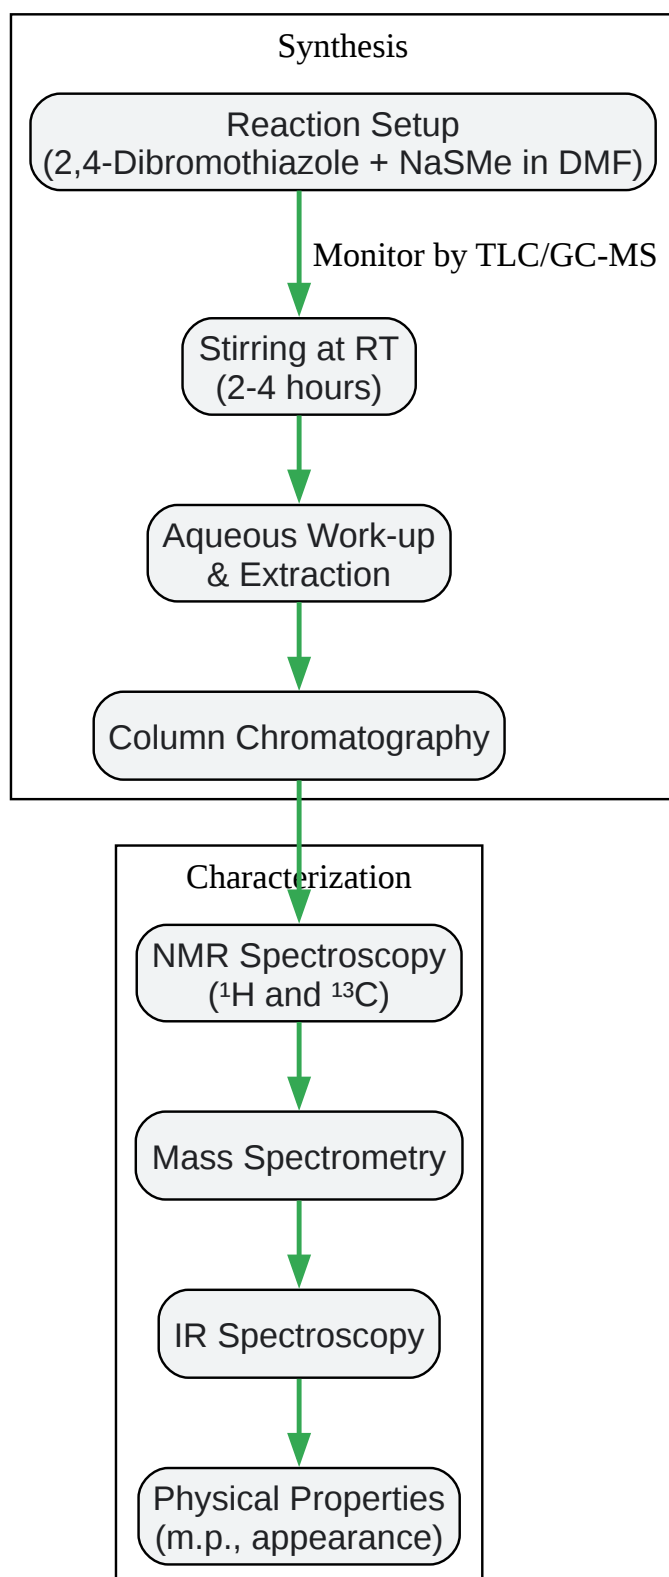 Synthesis
Reaction Setup
(2,4-Dibromothiazole + NaSMe in DMF)
Monitor by TLC/GC-MS
Stirring at RT
(2-4 hours)
Aqueous Work-up
& Extraction
Column Chromatography
Characterization
NMR Spectroscopy
(¹H and ¹³C)
Mass Spectrometry
IR Spectroscopy
Physical Properties
(m.p., appearance)